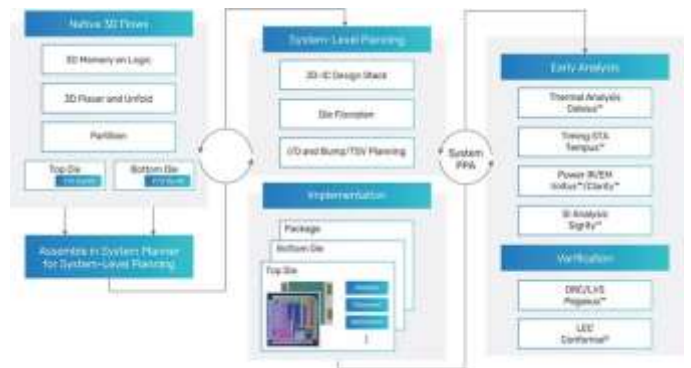 Native 3D Flows
3D Memory on Logic
3D Placer and Unfold
Partition
Top Die
Bottom Die
Assemble in System Manner
for System-Level Planning
System-Level Planning
3D-IC Design Stack
Die Floorplan
I/O and Bump/TSV Planning
Implementation
Package
Bottom Die
Top Die
System
PPA
Early Analysis
Thermal Analysis
Celsius™
Timing STA
Tempus™
Power IR/EM
Voltus™/Clarity™
SI Analysis
Sigrity™
Verification
DRC/LVS
Pegasus™
LEC
Conformal®